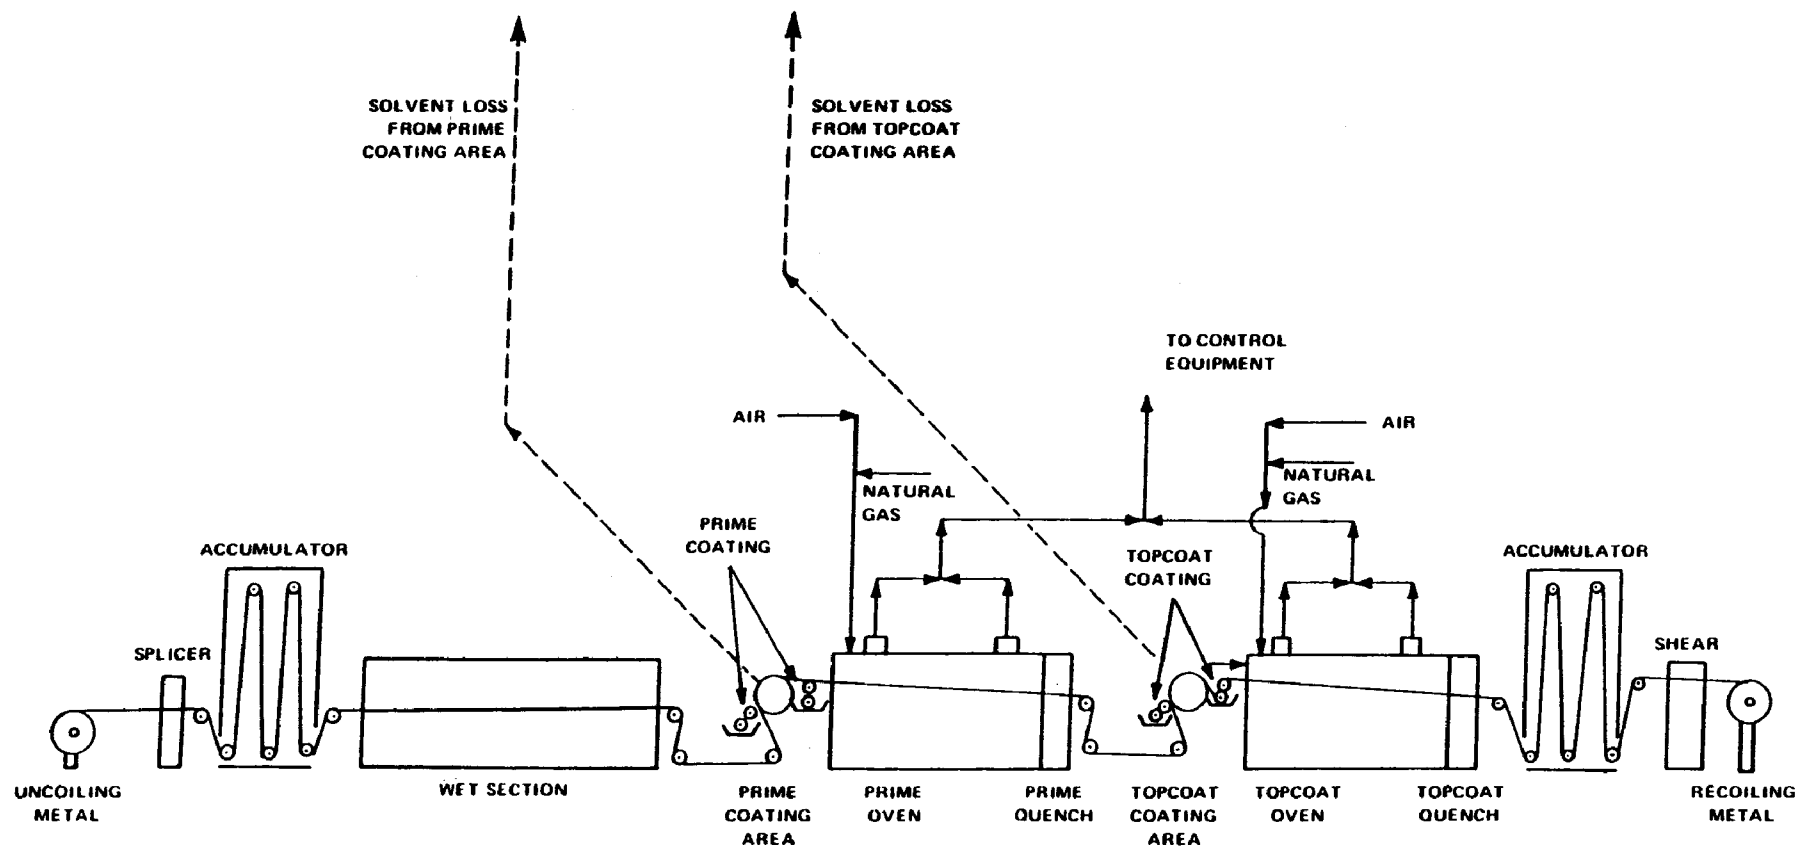 SOLVENT LOSS
FROM PRIME
COATING AREA
SOLVENT LOSS
FROM TOPCOAT
COATING AREA
TO CONTROL
EQUIPMENT
AIR
AIR
NATURAL
GAS
NATURAL
GAS
PRIME
COATING
TOPCOAT
COATING
ACCUMULATOR
ACCUMULATOR
SPLICER
SHEAR
UNCOILING
METAL
WET SECTION
PRIME
COATING
AREA
PRIME
OVEN
PRIME
QUENCH
TOPCOAT
COATING
AREA
TOPCOAT
OVEN
TOPCOAT
QUENCH
RECOILING
METAL